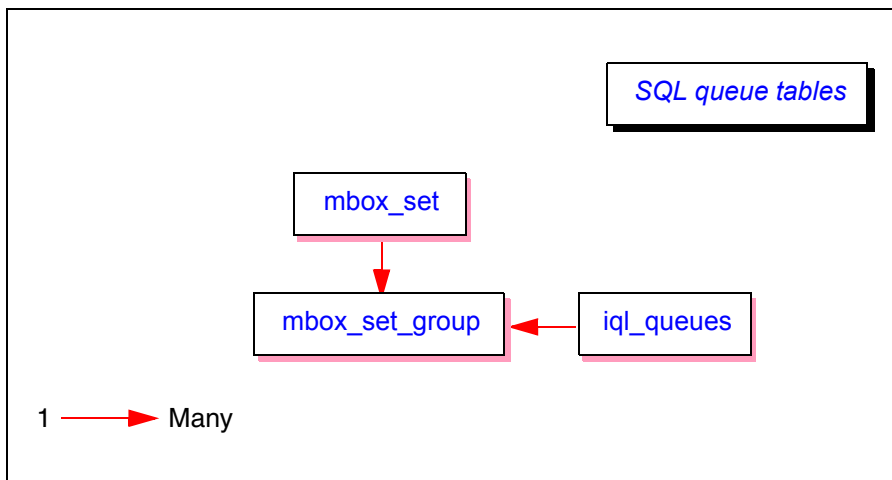 SQL queue tables
mbox_set
mbox_set_group
iql_queues
1
Many